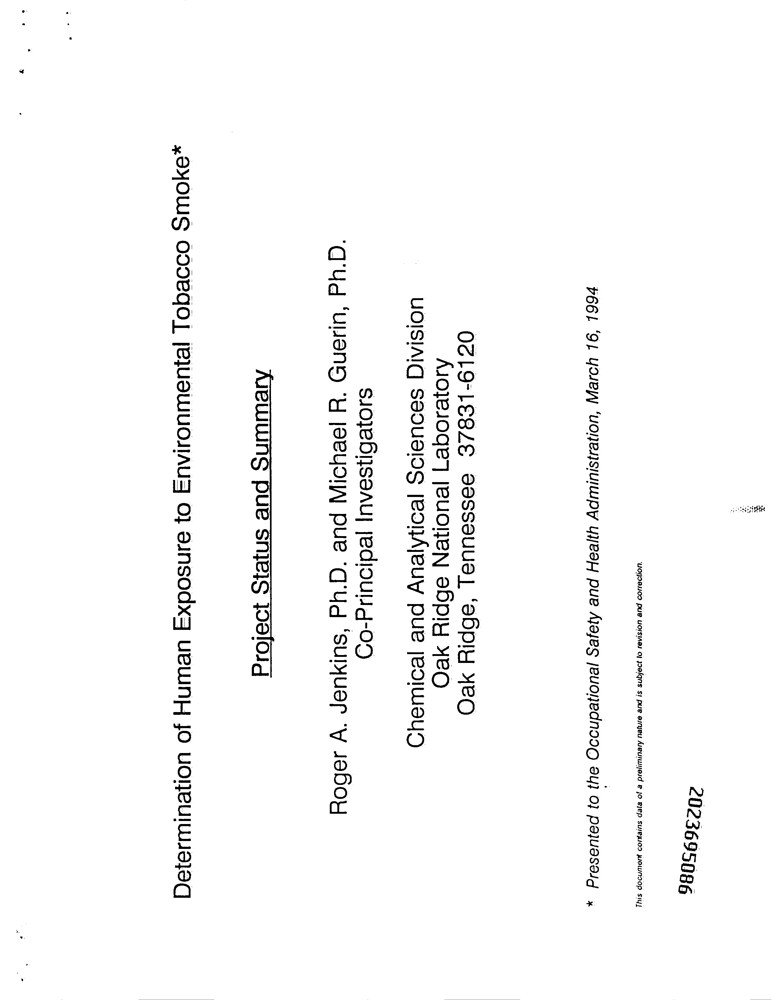 Determination of Human Exposure to Environmental Tobacco Smoke*
Project Status and Summary
Roger A. Jenkins, Ph.D. and Michael R. Guerin, Ph.D.
Co-Principal Investigators
Chemical and Analytical Sciences Division
Oak Ridge National Laboratory
Oak Ridge, Tennessee 37831-6120
* Presented to the Occupational Safety and Health Administration, March 16, 1994
This document contains data of a preliminary nature and is subject to revision and correction.
2023695086